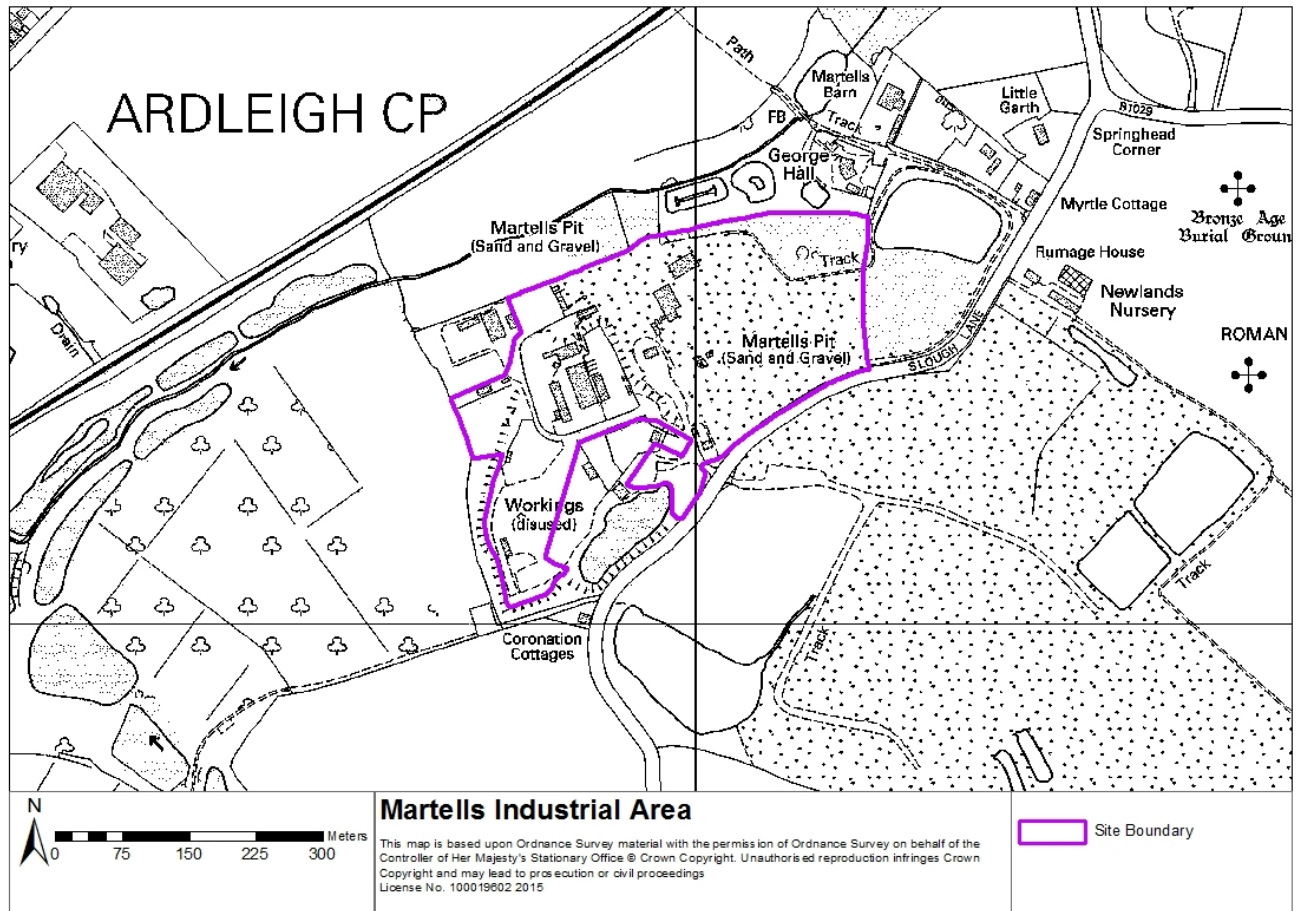 ARDLEIGH CP
Path
Martells
Barn
Little
Garth
B1029
FB
Track
Springhead
Corner
George
Hall
Myrtle Cottage
Bronze Age
Burial Groun
Martells Pit
(Sand and Gravel)
Track
Rumage House
ry
Newlands
Nursery
Drain
Martells Pit
(Sand and Gravel)
SLOUGH LANE
ROMAN
Workings
(disused)
Track
Coronation
Cottages
Track
N
Meters
0 75 150 225 300
Martells Industrial Area
This map is based upon Ordnance Survey material with the permission of Ordnance Survey on behalf of the
Controller of Her Majesty's Stationary Office © Crown Copyright. Unauthorised reproduction infringes Crown
Copyright and may lead to prosecution or civil proceedings
License No. 100019602 2015
Site Boundary